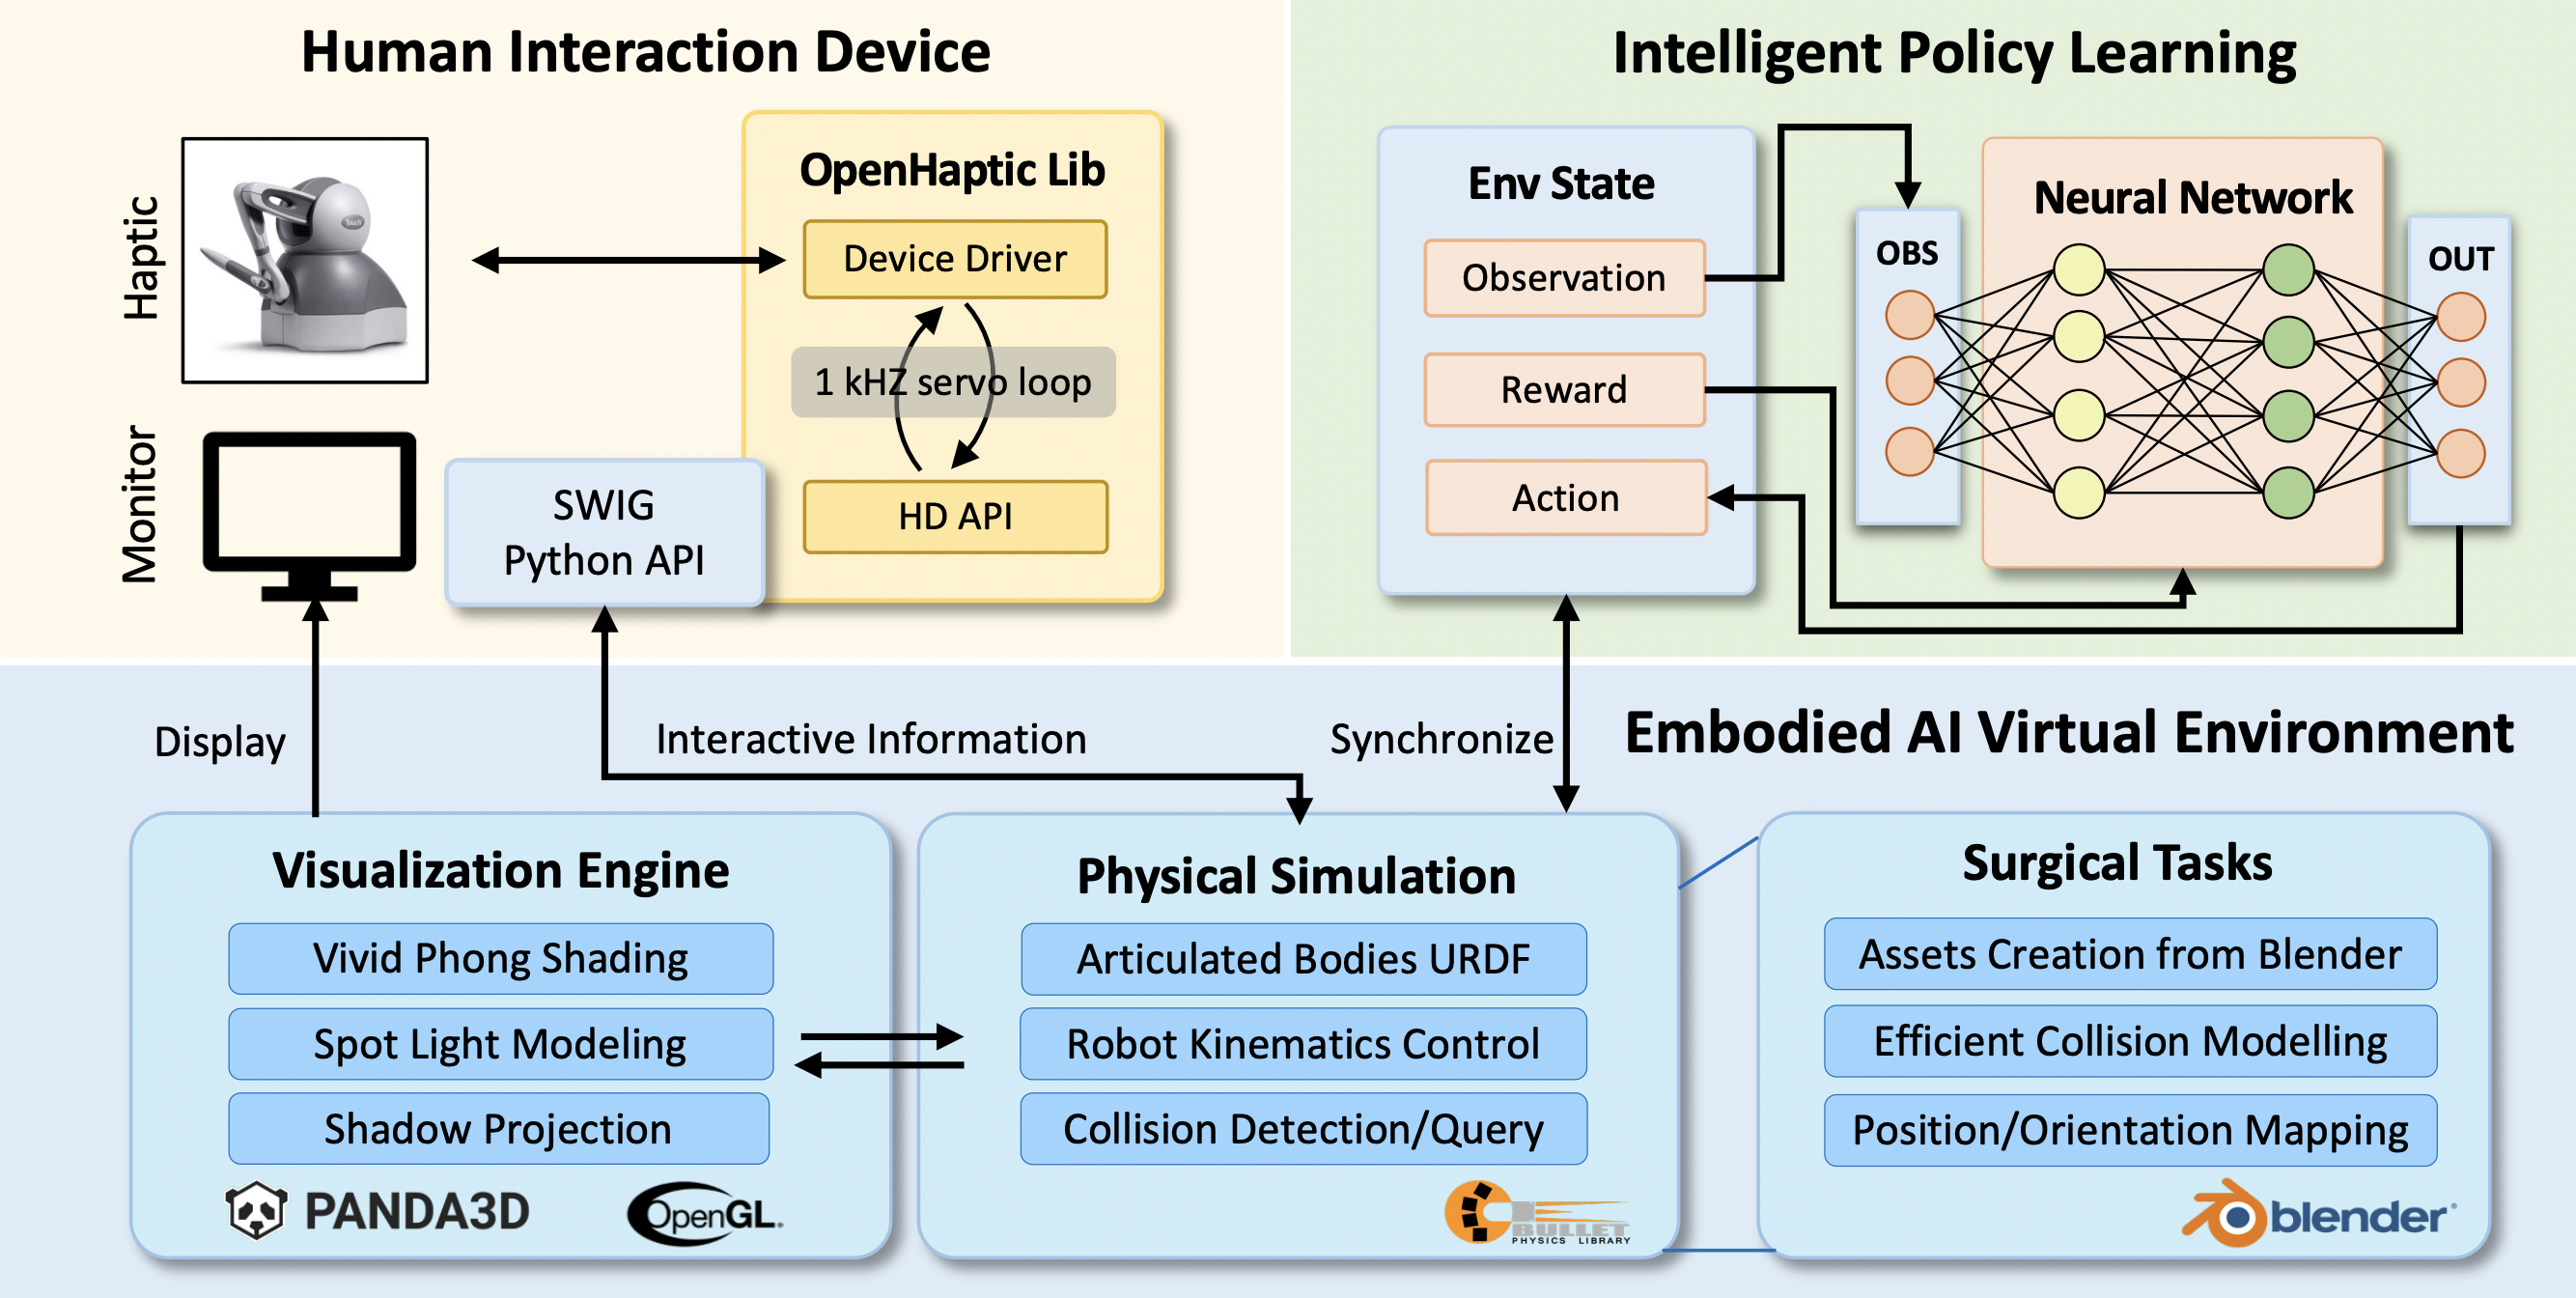 Human Interaction Device
Haptic
Touch
OpenHaptic Lib
Device Driver
1 kHZ servo loop
HD API
Monitor
SWIG
Python API
Intelligent Policy Learning
Env State
Observation
Reward
Action
OBS
Neural Network
OUT
Display
Interactive Information
Synchronize
Embodied AI Virtual Environment
Visualization Engine
Vivid Phong Shading
Spot Light Modeling
Shadow Projection
PANDA3D
OpenGL.
Physical Simulation
Articulated Bodies URDF
Robot Kinematics Control
Collision Detection/Query
BULLET
PHYSICS LIBRARY
Surgical Tasks
Assets Creation from Blender
Efficient Collision Modelling
Position/Orientation Mapping
blender